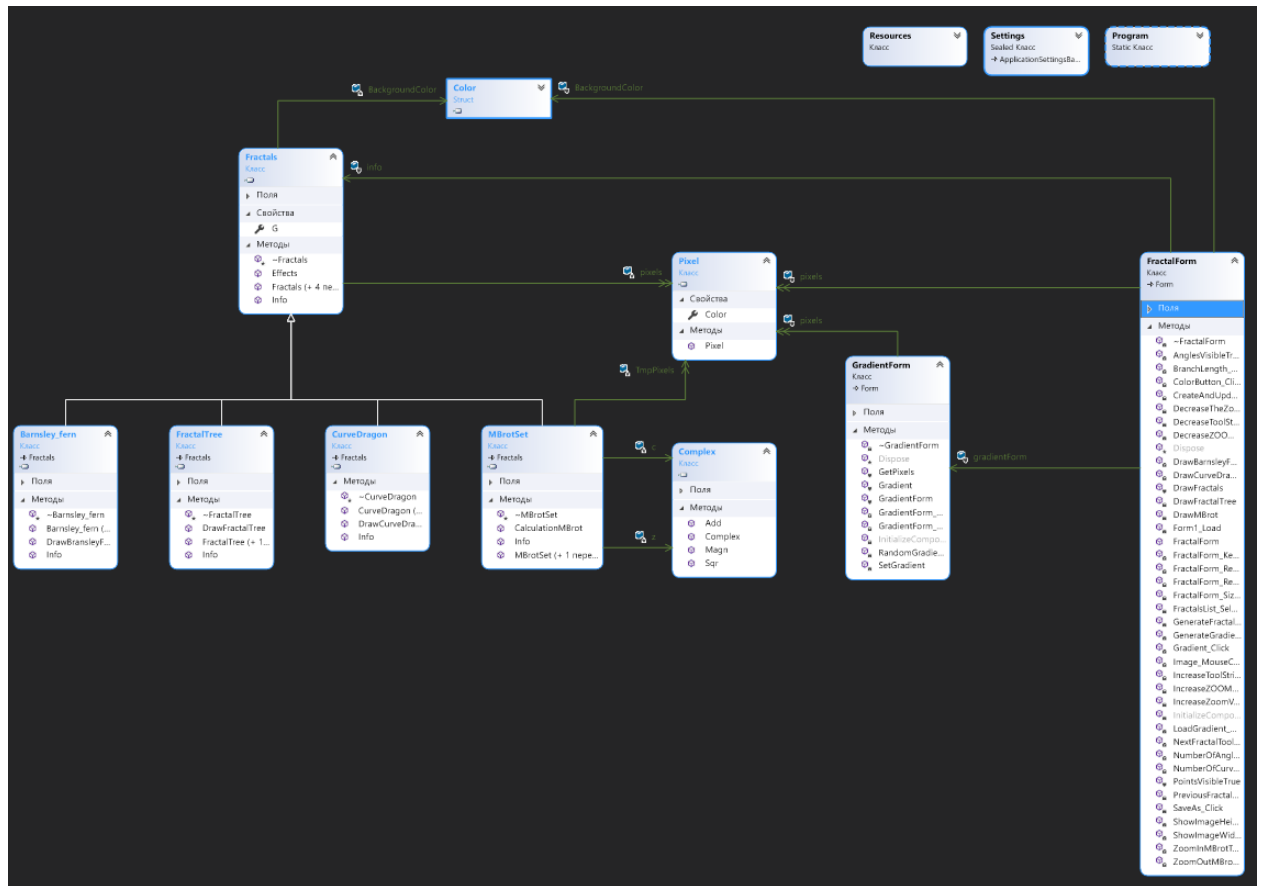 Resources
Класс
Settings
Sealed Класс
ApplicationSettingsBa...
Program
Static Класс
BackgroundColor
Color
Struct
BackgroundColor
Fractals
Класс
Поля
Свойства
G
Методы
~Fractals
Effects
Fractals (+ 4 пе...
Info
info
pixels
Pixel
Класс
Свойства
Color
Методы
Pixel
pixels
pixels
TmpPixels
Barnsley_fern
Класс
Fractals
Поля
Методы
~Barnsley_fern
Barnsley_fern (...
DrawBransleyF...
Info
FractalTree
Класс
Fractals
Поля
Методы
~FractalTree
DrawFractalTree
FractalTree (+ 1...
Info
CurveDragon
Класс
Fractals
Методы
~CurveDragon
CurveDragon (...
DrawCurveDra...
Info
MBrotSet
Класс
Fractals
Поля
Методы
~MBrotSet
CalculationMBrot
Info
MBrotSet (+ 1 пере...
c
z
Complex
Класс
Поля
Методы
Add
Complex
Magn
Sqr
GradientForm
Класс
Form
Поля
Методы
~GradientForm
Dispose
GetPixels
Gradient
GradientForm
GradientForm_...
GradientForm_...
InitializeCompo...
RandomGradie...
SetGradient
gradientForm
FractalForm
Класс
Form
Поля
Методы
~FractalForm
AnglesVisibleTr...
BranchLength_...
ColorButton_Cli...
CreateAndUpd...
DecreaseTheZo...
DecreaseToolSt...
DecreaseZOO...
Dispose
DrawBarnsleyF...
DrawCurveDra...
DrawFractals
DrawFractalTree
DrawMBrot
Form1_Load
FractalForm
FractalForm_Ke...
FractalForm_Re...
FractalForm_Re...
FractalForm_Siz...
FractalsList_Sel...
GenerateFractal...
GenerateGradie...
Gradient_Click
Image_MouseC...
IncreaseToolStri...
IncreaseZOOM...
IncreaseZoomV...
InitializeCompo...
LoadGradient_...
NextFractalTool...
NumberOfAngl...
NumberOfCurv...
PointsVisibleTrue
PreviousFractal...
SaveAs_Click
ShowImageHei...
ShowImageWid...
ZoomInMBrotT...
ZoomOutMBro...